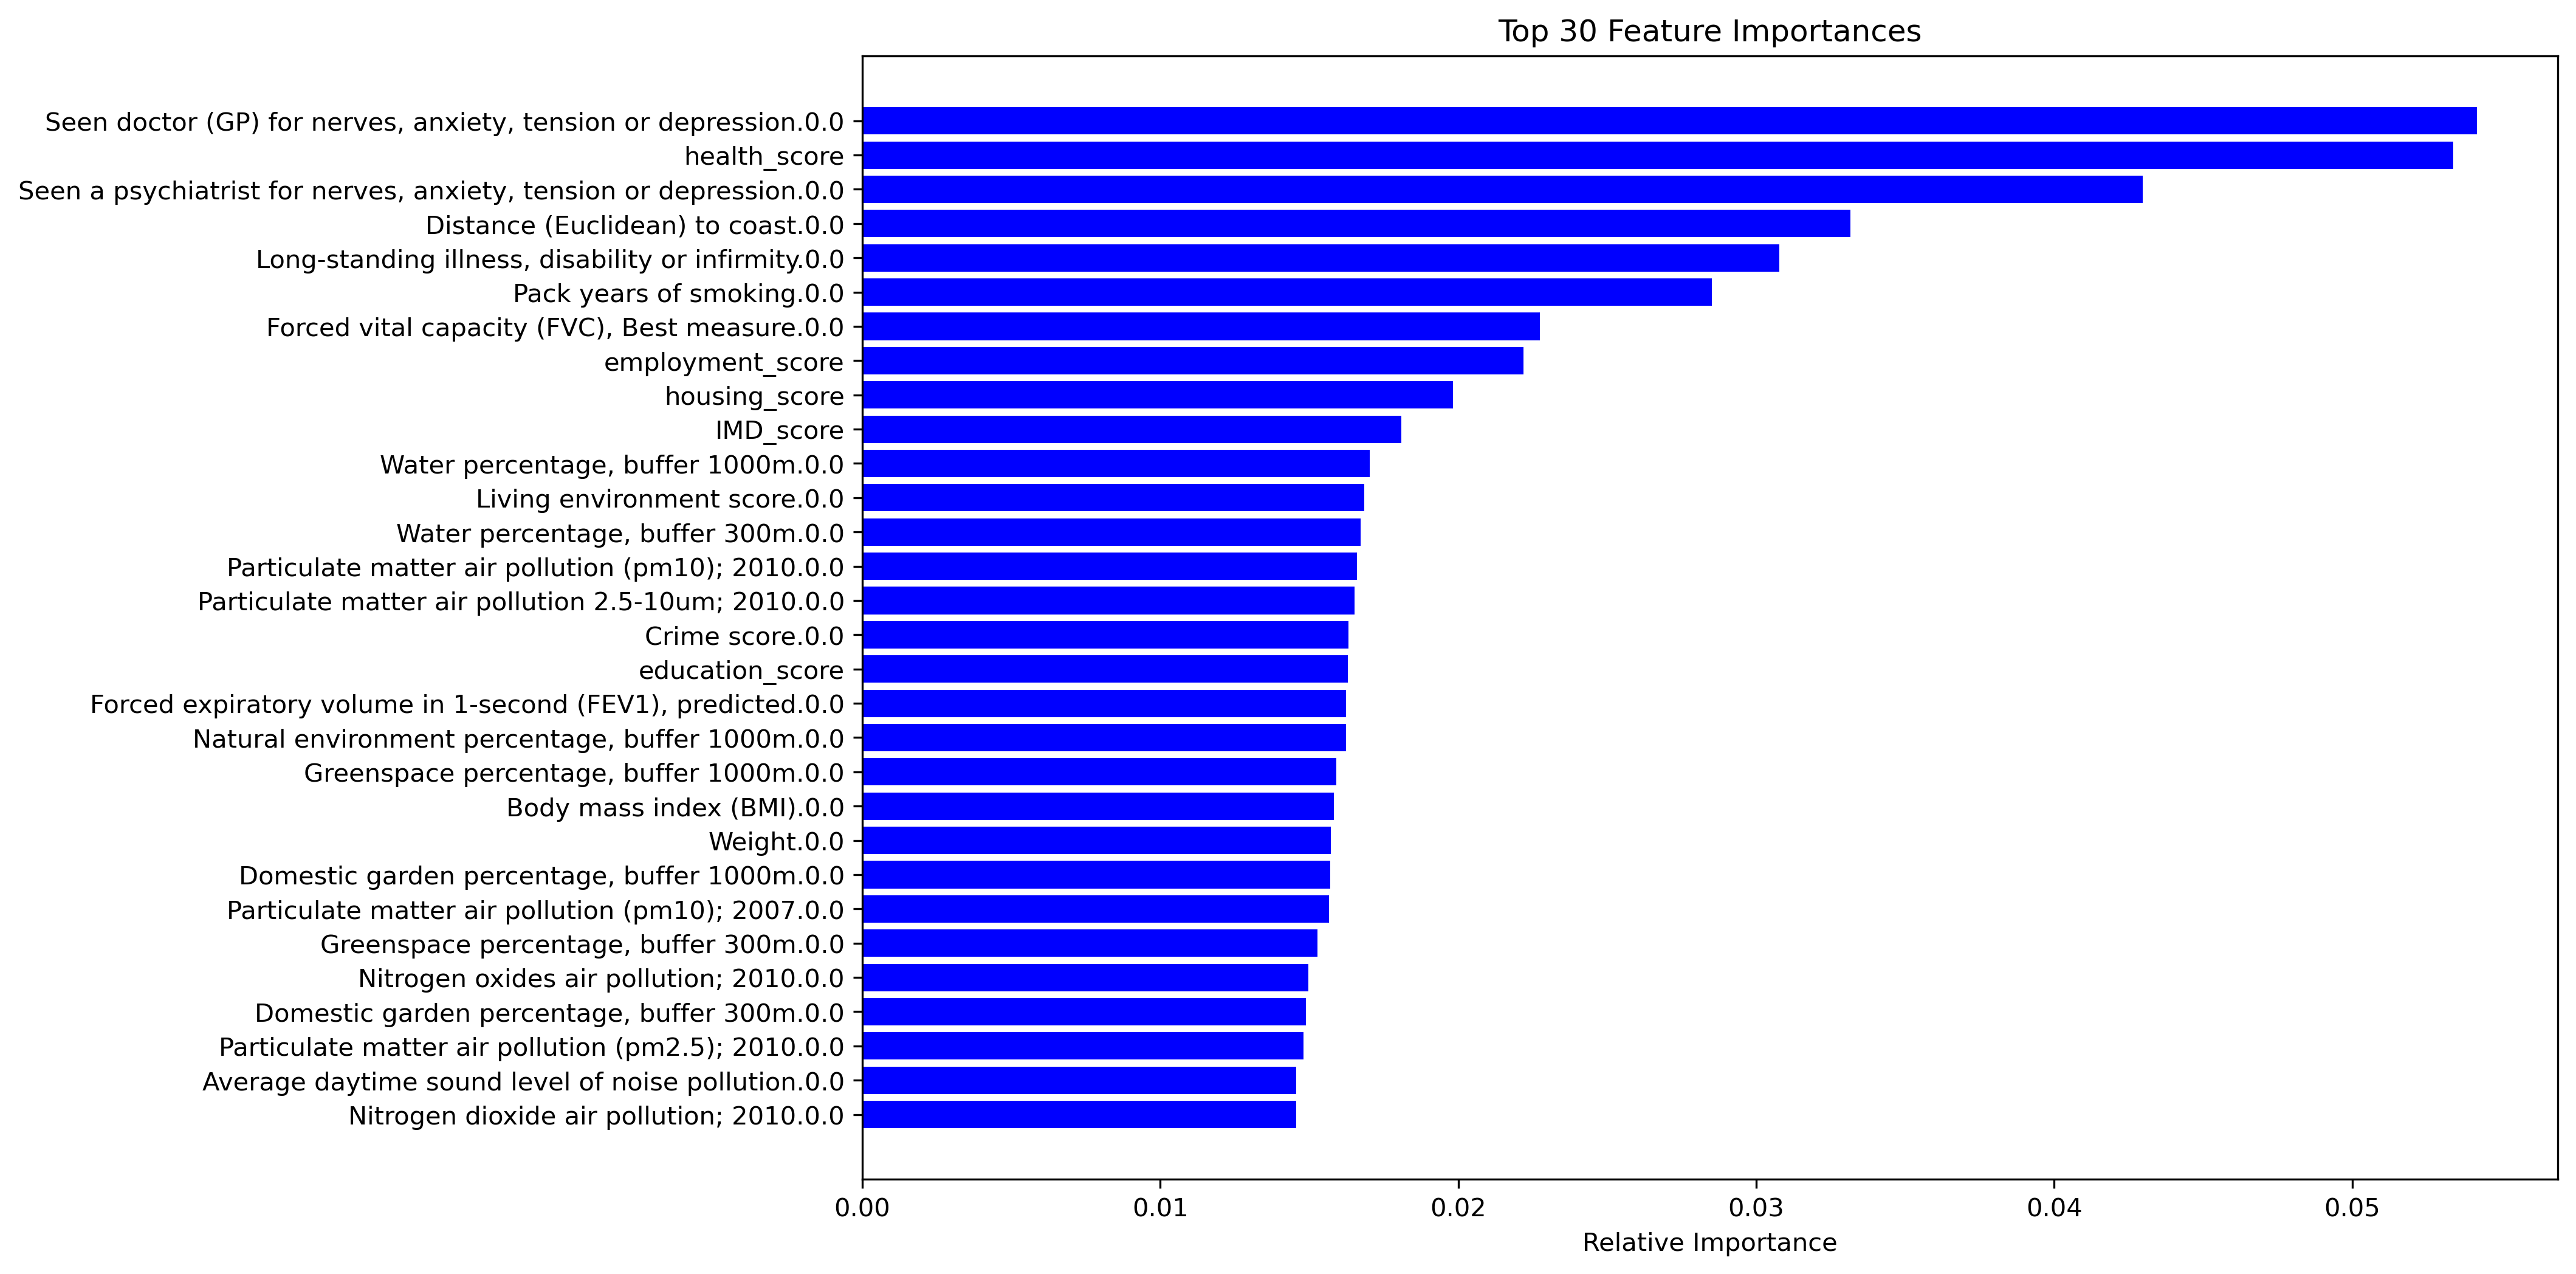 Top 30 Feature Importances
Seen doctor (GP) for nerves, anxiety, tension or depression.0.0
health_score
Seen a psychiatrist for nerves, anxiety, tension or depression.0.0
Distance (Euclidean) to coast.0.0
Long-standing illness, disability or infirmity.0.0
Pack years of smoking.0.0
Forced vital capacity (FVC), Best measure.0.0
employment_score
housing_score
IMD_score
Water percentage, buffer 1000m.0.0
Living environment score.0.0
Water percentage, buffer 300m.0.0
Particulate matter air pollution (pm10); 2010.0.0
Particulate matter air pollution 2.5-10um; 2010.0.0
Crime score.0.0
education_score
Forced expiratory volume in 1-second (FEV1), predicted.0.0
Natural environment percentage, buffer 1000m.0.0
Greenspace percentage, buffer 1000m.0.0
Body mass index (BMI).0.0
Weight.0.0
Domestic garden percentage, buffer 1000m.0.0
Particulate matter air pollution (pm10); 2007.0.0
Greenspace percentage, buffer 300m.0.0
Nitrogen oxides air pollution; 2010.0.0
Domestic garden percentage, buffer 300m.0.0
Particulate matter air pollution (pm2.5); 2010.0.0
Average daytime sound level of noise pollution.0.0
Nitrogen dioxide air pollution; 2010.0.0
0.00 0.01 0.02 0.03 0.04 0.05
Relative Importance